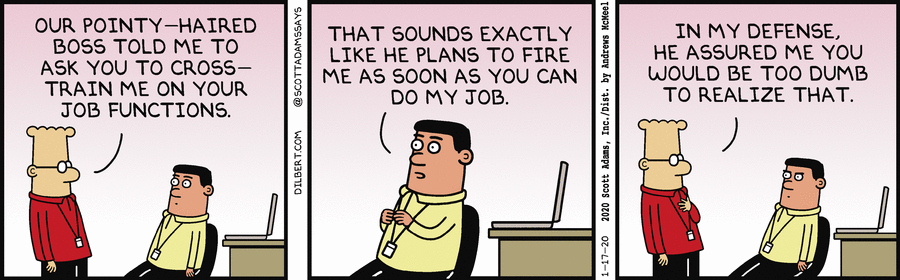 OUR POINTY-HAIRED
BOSS TOLD ME TO
ASK YOU TO CROSS-
TRAIN ME ON YOUR
JOB FUNCTIONS.
DILBERT.COM @SCOTTADAMSSAYS
THAT SOUNDS EXACTLY
LIKE HE PLANS TO FIRE
ME AS SOON AS YOU CAN
DO MY JOB.
1-17-20 2020 Scott Adams, Inc./Dist. by Andrews McMeel
IN MY DEFENSE,
HE ASSURED ME YOU
WOULD BE TOO DUMB
TO REALIZE THAT.